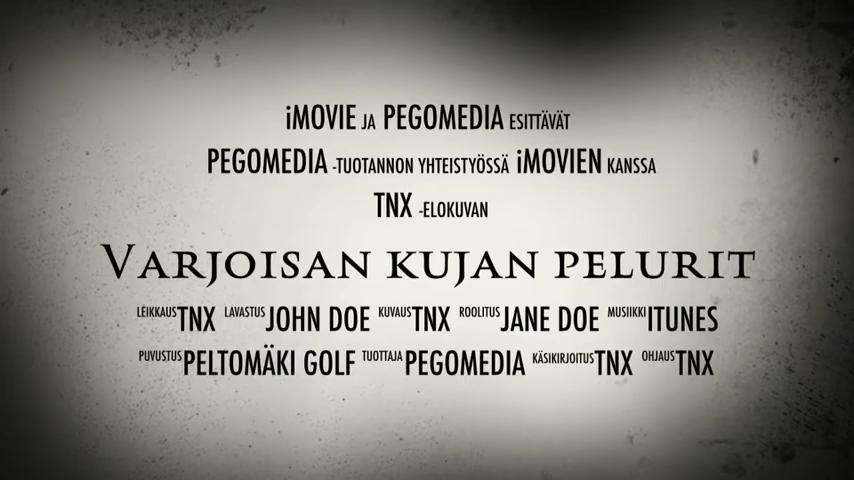 iMOVIE JA PEGOMEDIA ESITTÄVÄT
PEGOMEDIA -TUOTANNON YHTEISTYÖSSÄ iMOVIEN KANSSA
TNX -ELOKUVAN
VARJOISAN KUJAN PELURIT
LEIKKAUS TNX LAVASTUS JOHN DOE KUVAUS TNX ROOLITUS JANE DOE MUSIIKKI ITUNES
PUVUSTUS PELTOMÄKI GOLF TUOTTAJA PEGOMEDIA KÄSIKIRJOITUS TNX OHJAUS TNX